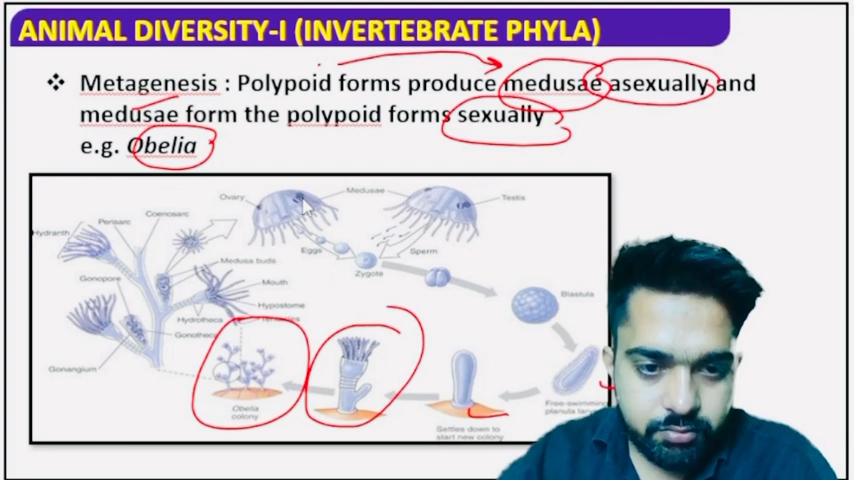 ANIMAL DIVERSITY-I (INVERTEBRATE PHYLA)
Metagenesis : Polypoid forms produce medusae asexually and
medusae form the polypoid forms sexually
e.g. Obelia
Ovary
Medusae
Testis
Coenosarc
Perisarc
Hydranth
Eggs
Sperm
Zygote
Medusa buds
Gonopore
Mouth
Blastula
Hypostome
Tentacles
Hydrotheca
Gonotheca
Gonangium
Obelia
colony
Settles down to
start new colony
Free-swimming
planula